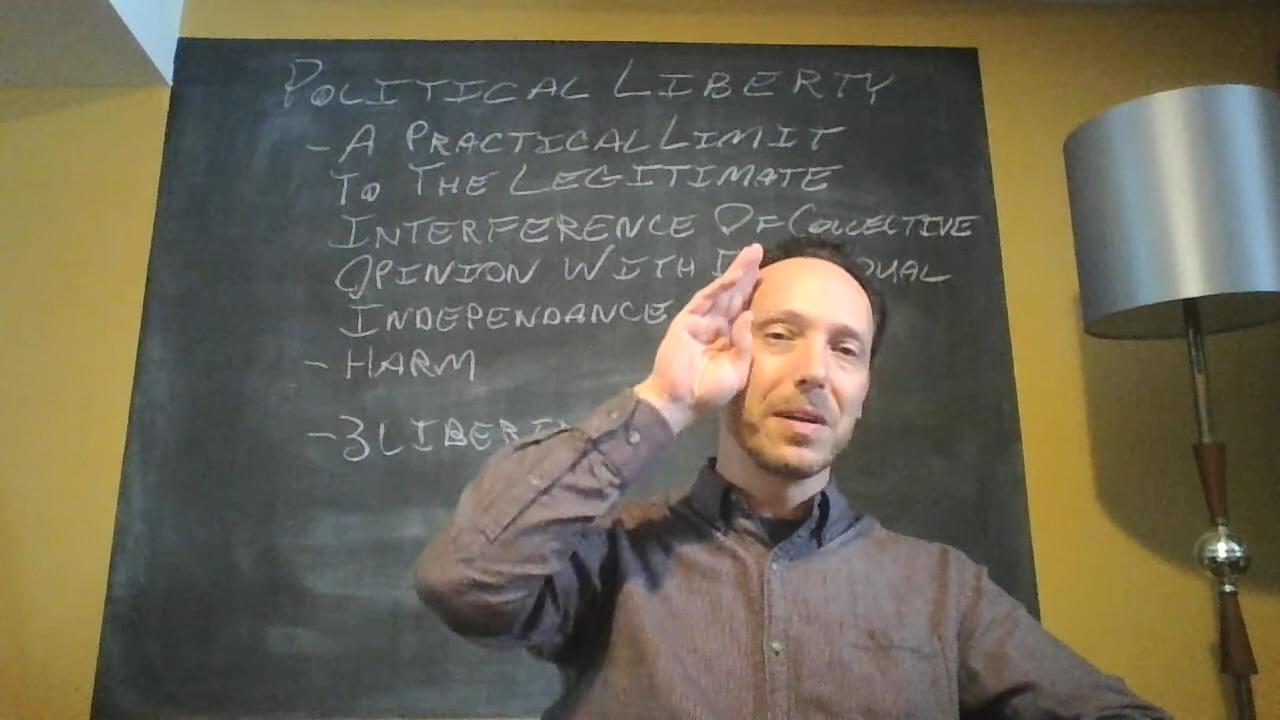 POLITICAL LIBERTY
- A PRACTICAL LIMIT
TO THE LEGITIMATE
INTERFERENCE OF COLLECTIVE
OPINION WITH
INDEPENDANCE
- HARM
- 3